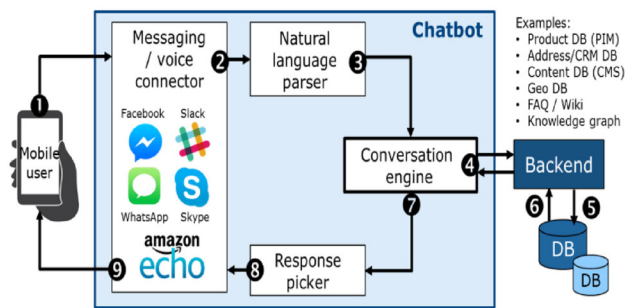 Chatbot
Messaging
/ voice
connector
Facebook
Slack
WhatsApp
Skype
amazon
echo
Natural
language
parser
Conversation
engine
Response
picker
Mobile
user
Backend
DB
DB
Examples:
• Product DB (PIM)
• Address/CRM DB
• Content DB (CMS)
• Geo DB
• FAQ / Wiki
• Knowledge graph
1
2
3
4
5
6
7
8
9